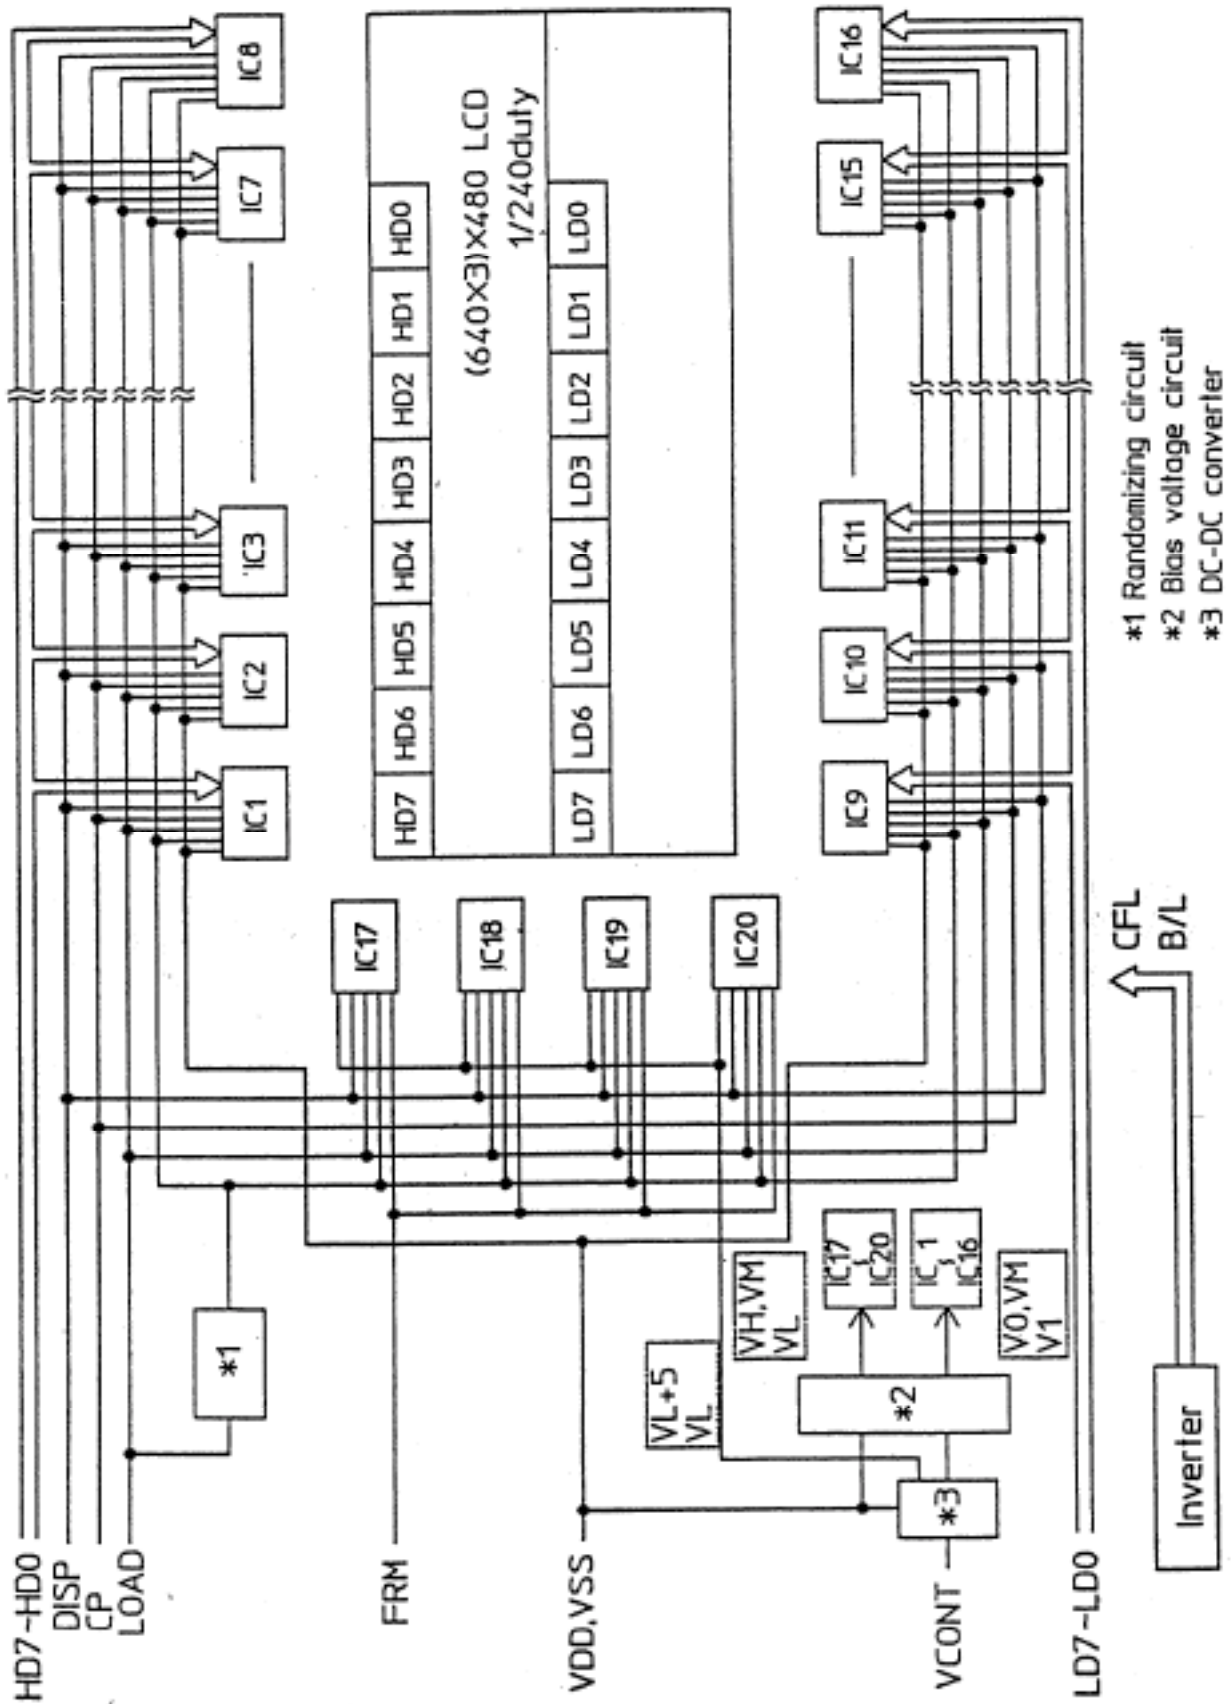 HD7~HD0
DISP
CP
LOAD
FRM
VDD,VSS
VCONT
LD7~LD0
*1
IC1
IC2
IC3
IC7
IC8
IC17
IC18
IC19
IC20
HD7 HD6 HD5 HD4 HD3 HD2 HD1 HD0
(640X3)X480 LCD
1/240duty
LD7 LD6 LD5 LD4 LD3 LD2 LD1 LD0
IC9
IC10
IC11
IC15
IC16
VL+5
VL
VH,VM
VL
IC17
~
IC20
IC 1
~
IC16
V0,VM
V1
*2
*3
Inverter
CFL
B/L
*1 Randomizing circuit
*2 Bias voltage circuit
*3 DC-DC converter